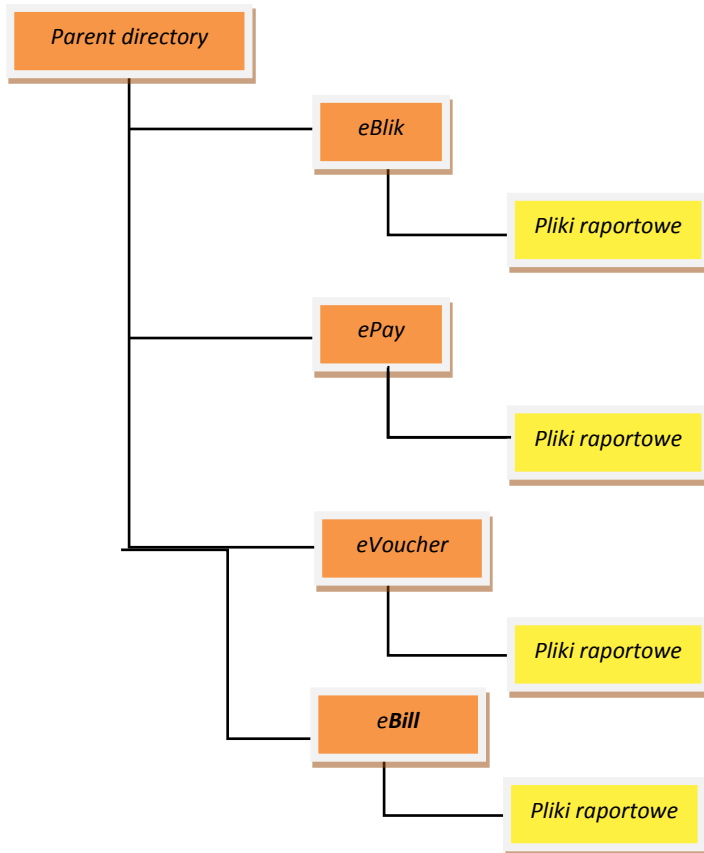 Parent directory
eBlik
Pliki raportowe
ePay
Pliki raportowe
eVoucher
Pliki raportowe
eBill
Pliki raportowe